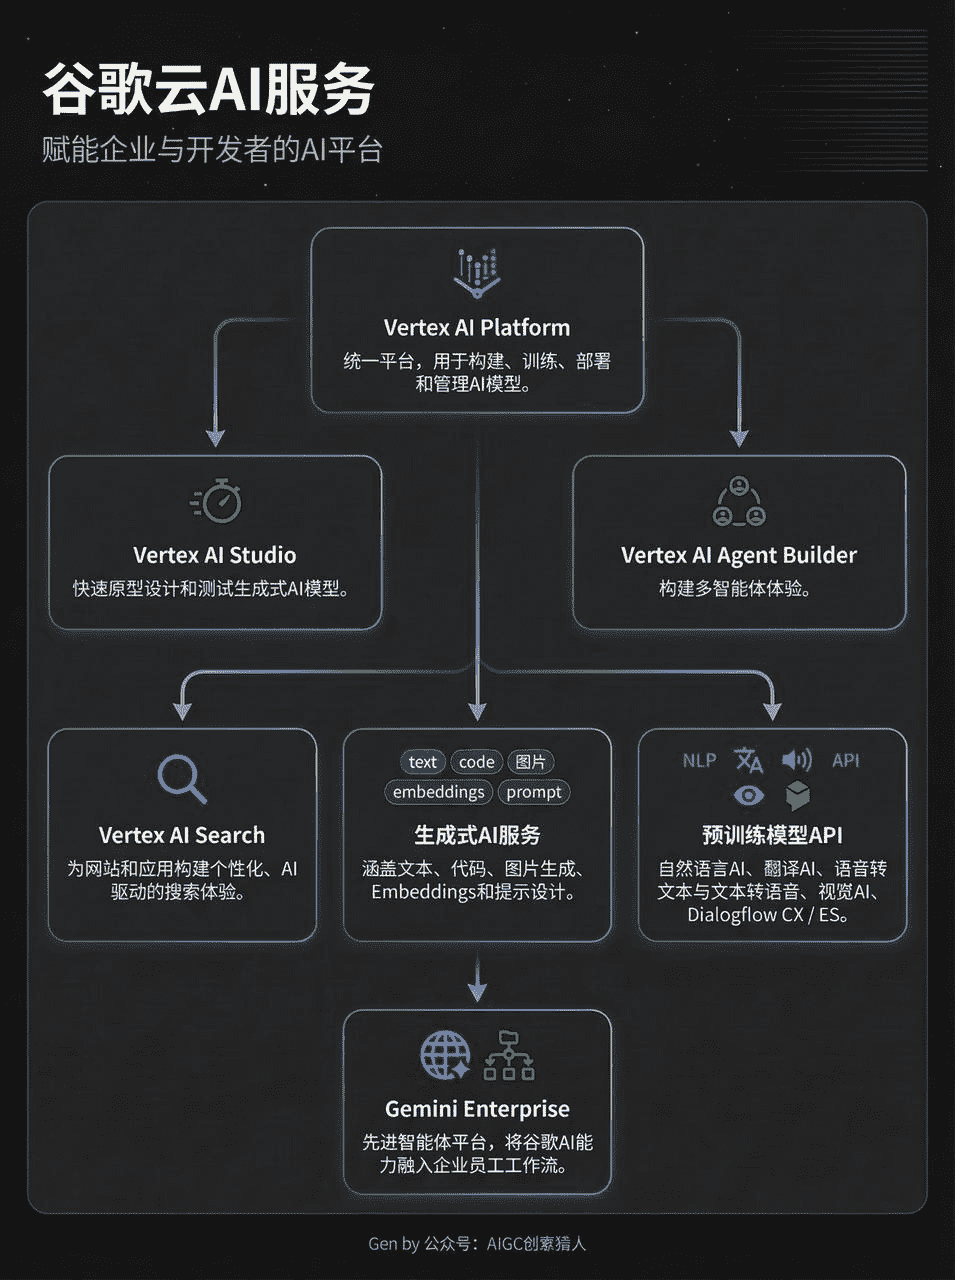 谷歌云AI服务
赋能企业与开发者的AI平台
Vertex AI Platform
统一平台，用于构建、训练、部署
和管理AI模型。
Vertex AI Studio
快速原型设计和测试生成式AI模型。
Vertex AI Agent Builder
构建多智能体体验。
Vertex AI Search
为网站和应用构建个性化、AI
驱动的搜索体验。
text code 图片
embeddings prompt
生成式AI服务
涵盖文本、代码、图片生成、
Embeddings和提示设计。
NLP 文A API
预训练模型API
自然语言AI、翻译AI、语音转
文本与文本转语音、视觉AI、
Dialogflow CX / ES。
Gemini Enterprise
先进智能体平台，将谷歌AI能
力融入企业员工工作流。
Gen by 公众号：AIGC创意猎人